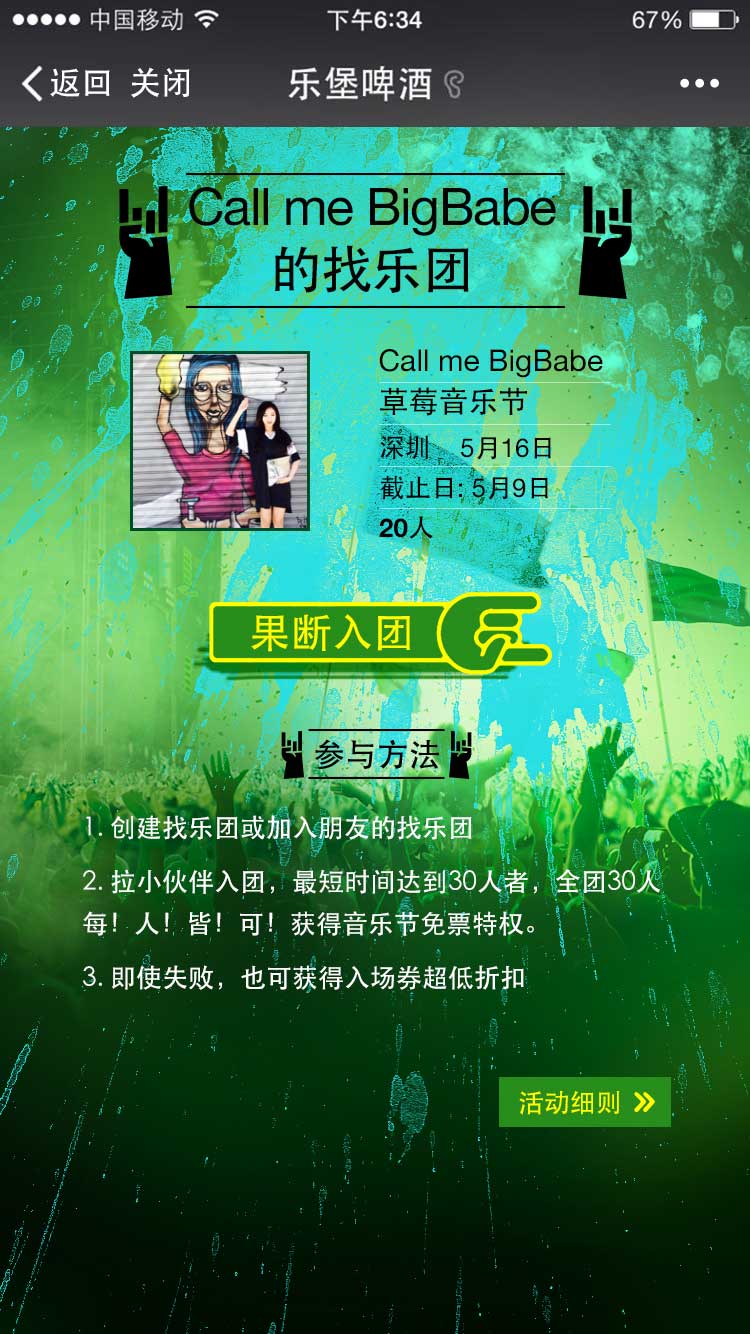 中国移动 下午6:34 67%
返回 关闭 乐堡啤酒
Call me BigBabe
的找乐团
Call me BigBabe
草莓音乐节
深圳 5月16日
截止日: 5月9日
20人
果断入团
参与方法
1. 创建找乐团或加入朋友的找乐团
2. 拉小伙伴入团，最短时间达到30人者，全团30人
每！人！皆！可！获得音乐节免票特权。
3. 即使失败，也可获得入场券超低折扣
活动细则